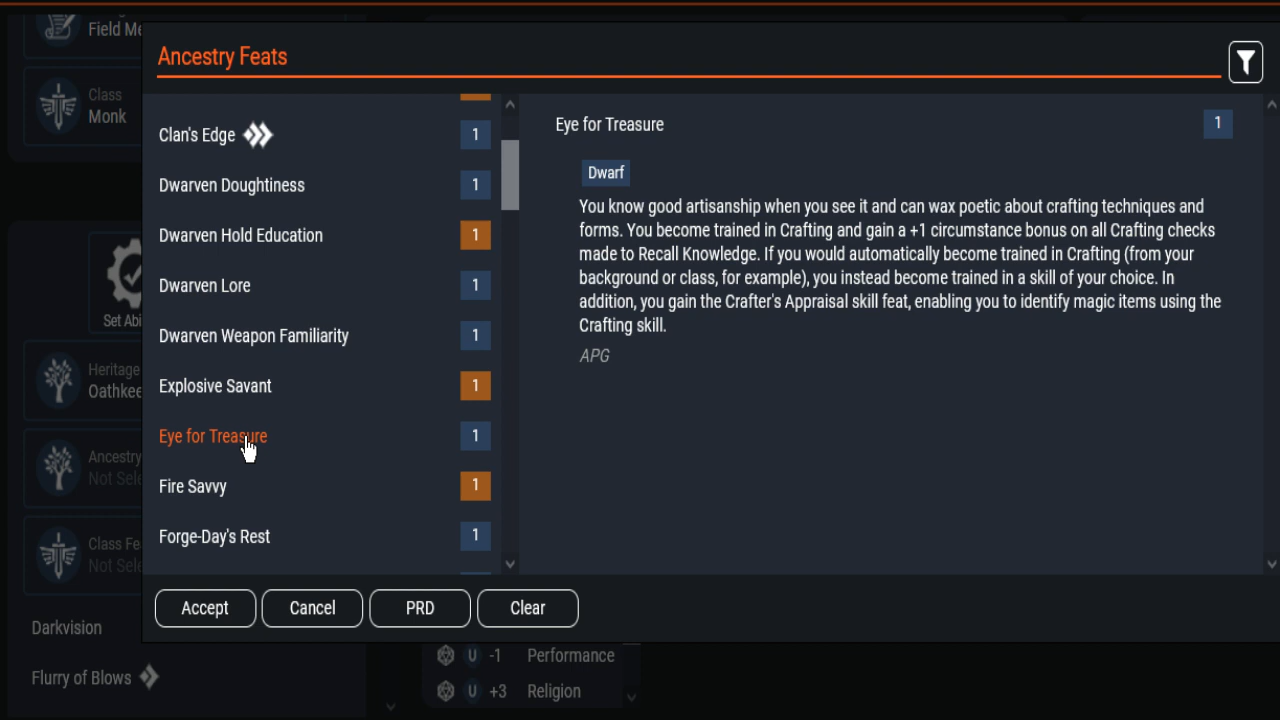 Field Me
Class
Monk
Set Abi
Heritage
Oathkee
Ancestry
Not Sele
Class Fe
Not Sele
Darkvision
Flurry of Blows
Ancestry Feats
Clan's Edge 1
Dwarven Doughtiness 1
Dwarven Hold Education 1
Dwarven Lore 1
Dwarven Weapon Familiarity 1
Explosive Savant 1
Eye for Treasure 1
Fire Savvy 1
Forge-Day's Rest 1
Eye for Treasure 1
Dwarf
You know good artisanship when you see it and can wax poetic about crafting techniques and
forms. You become trained in Crafting and gain a +1 circumstance bonus on all Crafting checks
made to Recall Knowledge. If you would automatically become trained in Crafting (from your
background or class, for example), you instead become trained in a skill of your choice. In
addition, you gain the Crafter's Appraisal skill feat, enabling you to identify magic items using the
Crafting skill.
APG
Accept Cancel PRD Clear
U -1 Performance
U +3 Religion